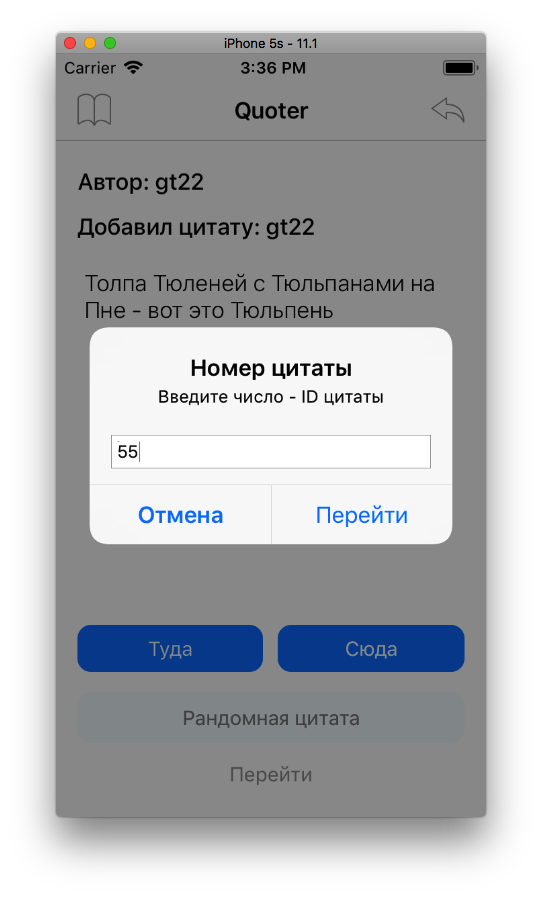 iPhone 5s - 11.1
Carrier 3:36 PM
Quoter
Автор: gt22
Добавил цитату: gt22
Толпа Тюленей с Тюльпанами на
Пне - вот это Тюльпень
Номер цитаты
Введите число - ID цитаты
55
Отмена Перейти
Туда Сюда
Рандомная цитата
Перейти